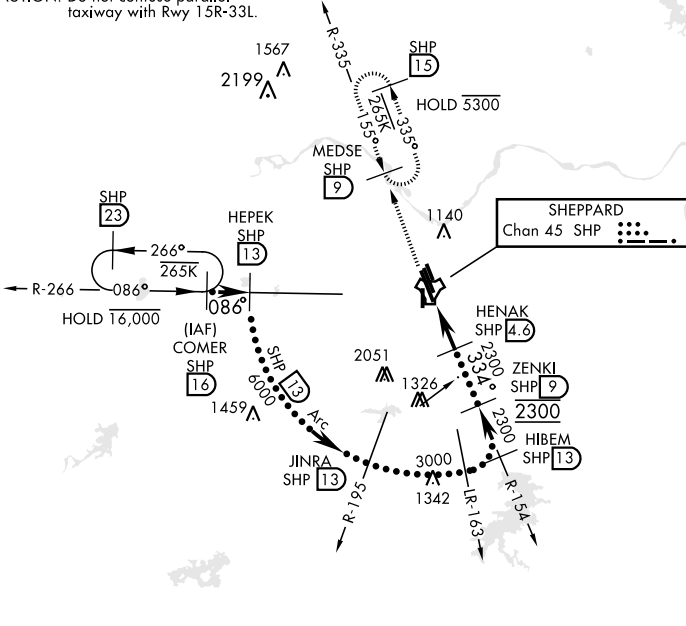 taxiway with Rwy 15R-33L.
R-335
1567
2199
SHP
15
HOLD 5300
265K
155°
335°
MEDSE
SHP
9
1140
SHEPPARD
Chan 45 SHP
SHP
23
HEPEK
SHP
13
266°
265K
R-266
086°
086°
HOLD 16,000
(IAF)
COMER
SHP
16
HENAK
SHP 4.6
2300
334°
ZENKI
SHP 9
2300
2300
HIBEM
SHP 13
2051
1326
SHP 13
6000
Arc
1459
JINRA
SHP 13
3000
1342
R-195
LR-163
R-154